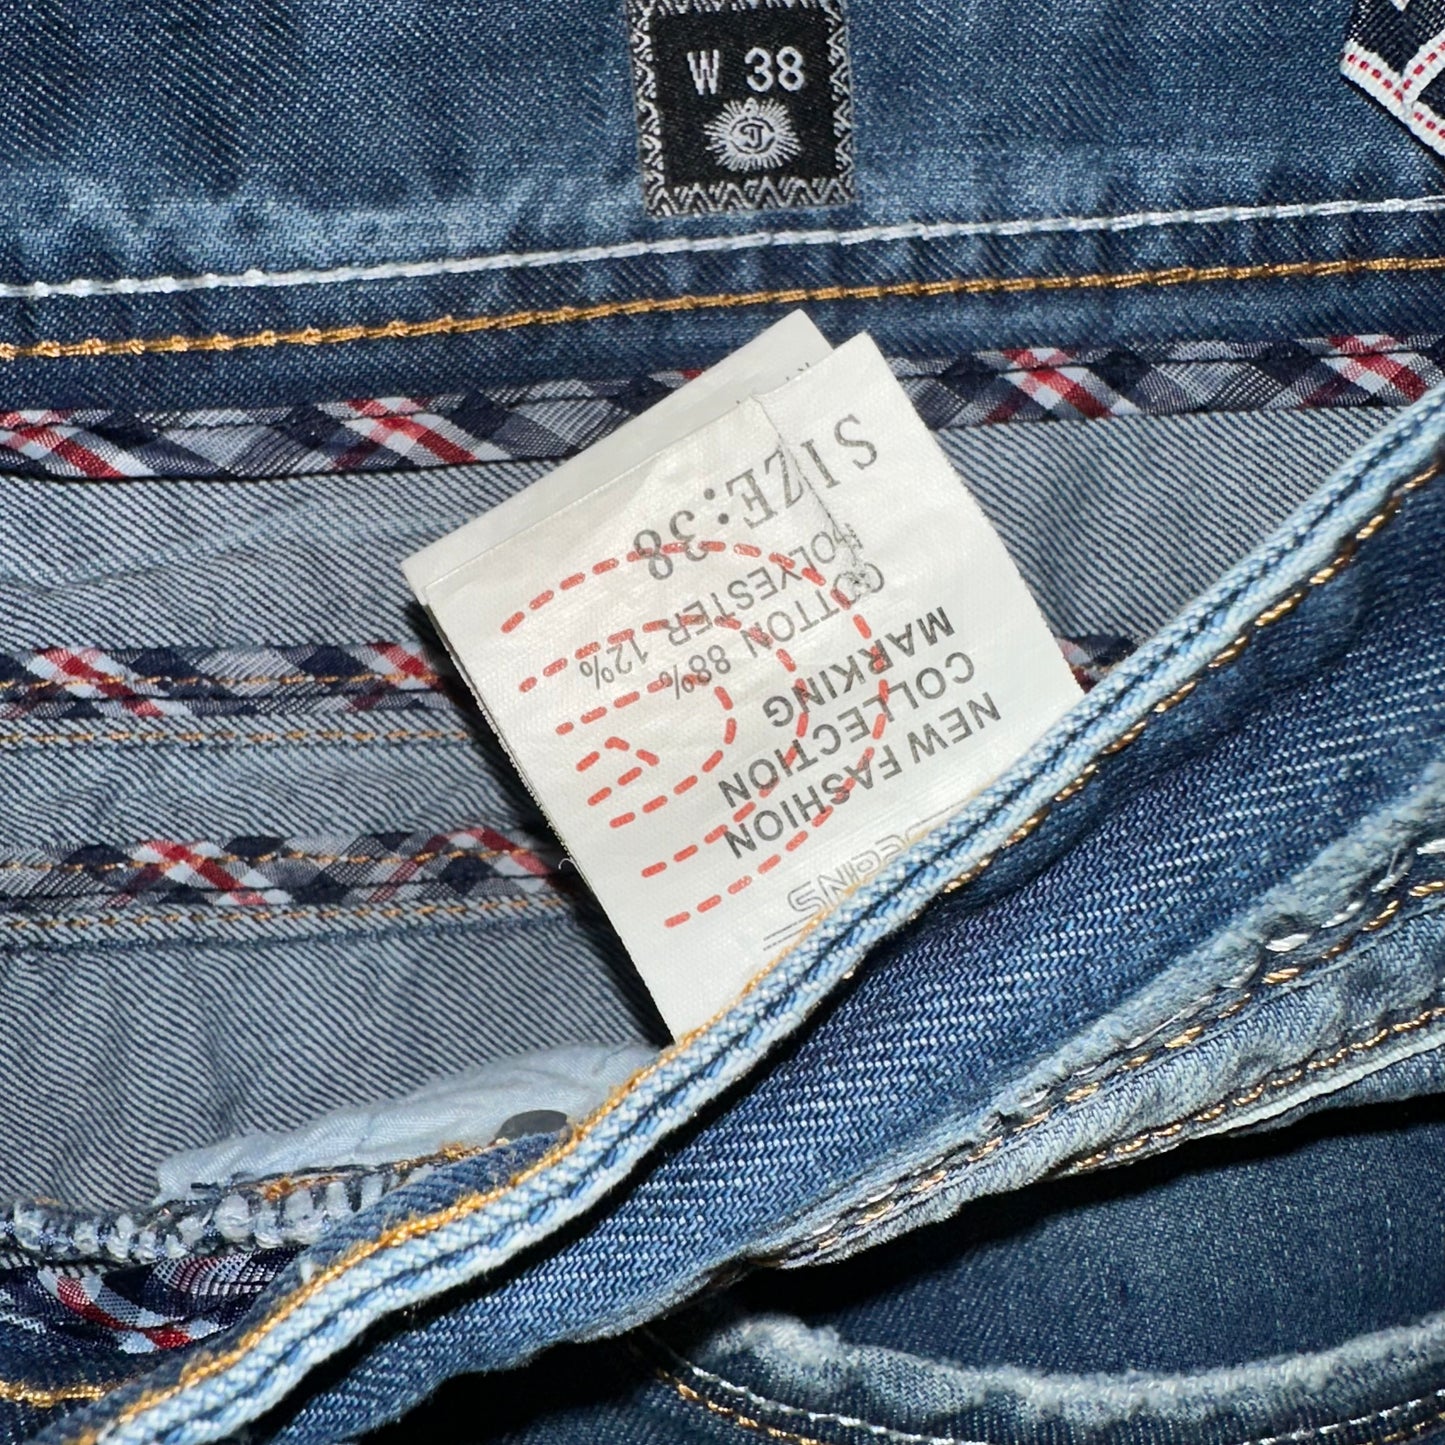 W 38
NEW FASHION
COLLECTION
MARKING
COTTON 88%
POLYESTER 12%
SIZE:38